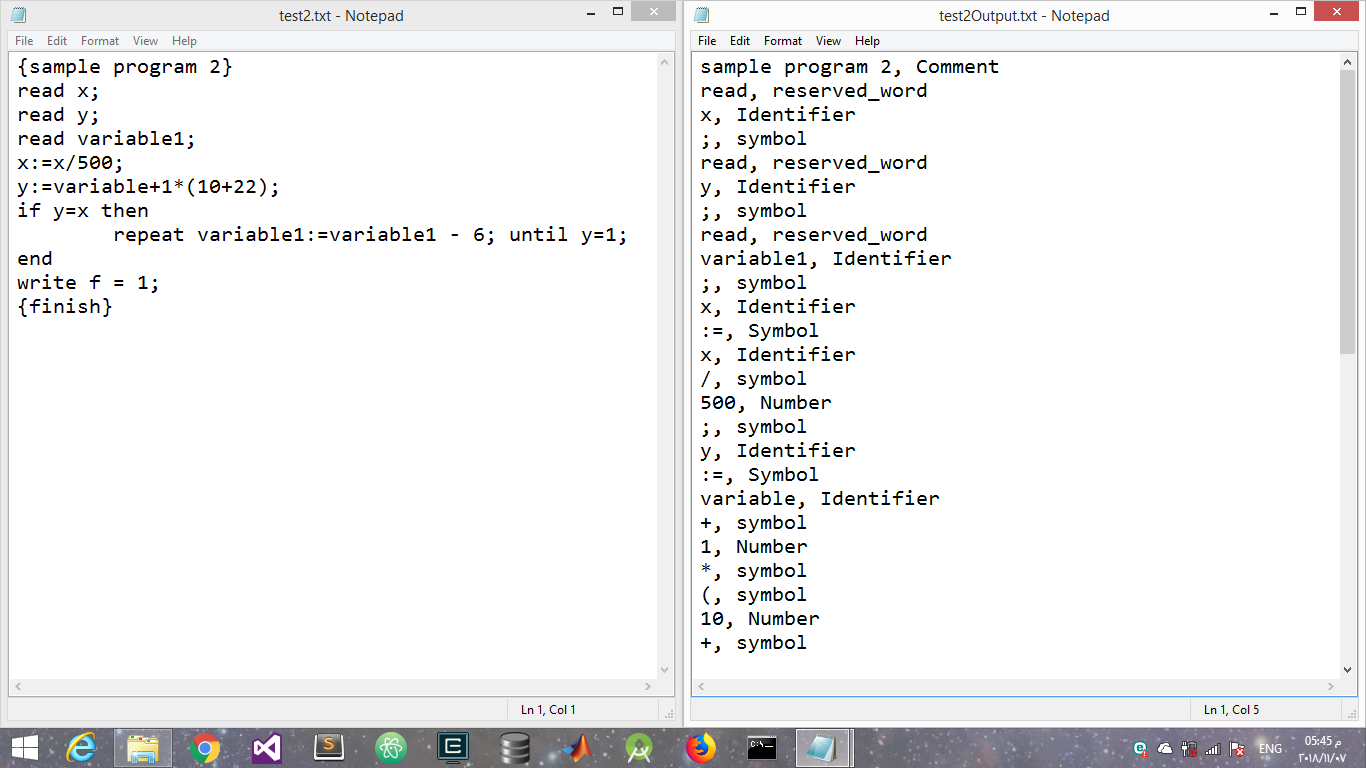 test2.txt - Notepad
File Edit Format View Help
{sample program 2}
read x;
read y;
read variable1;
x:=x/500;
y:=variable+1*(10+22);
if y=x then
repeat variable1:=variable1 - 6; until y=1;
end
write f = 1;
{finish}
Ln 1, Col 1
test2Output.txt - Notepad
File Edit Format View Help
sample program 2, Comment
read, reserved_word
x, Identifier
;, symbol
read, reserved_word
y, Identifier
;, symbol
read, reserved_word
variable1, Identifier
;, symbol
x, Identifier
:=, Symbol
x, Identifier
/, symbol
500, Number
;, symbol
y, Identifier
:=, Symbol
variable, Identifier
+, symbol
1, Number
*, symbol
(, symbol
10, Number
+, symbol
Ln 1, Col 5
S
E
C:\
ENG
05:45 م
٢٠١٨/١١/٠٧